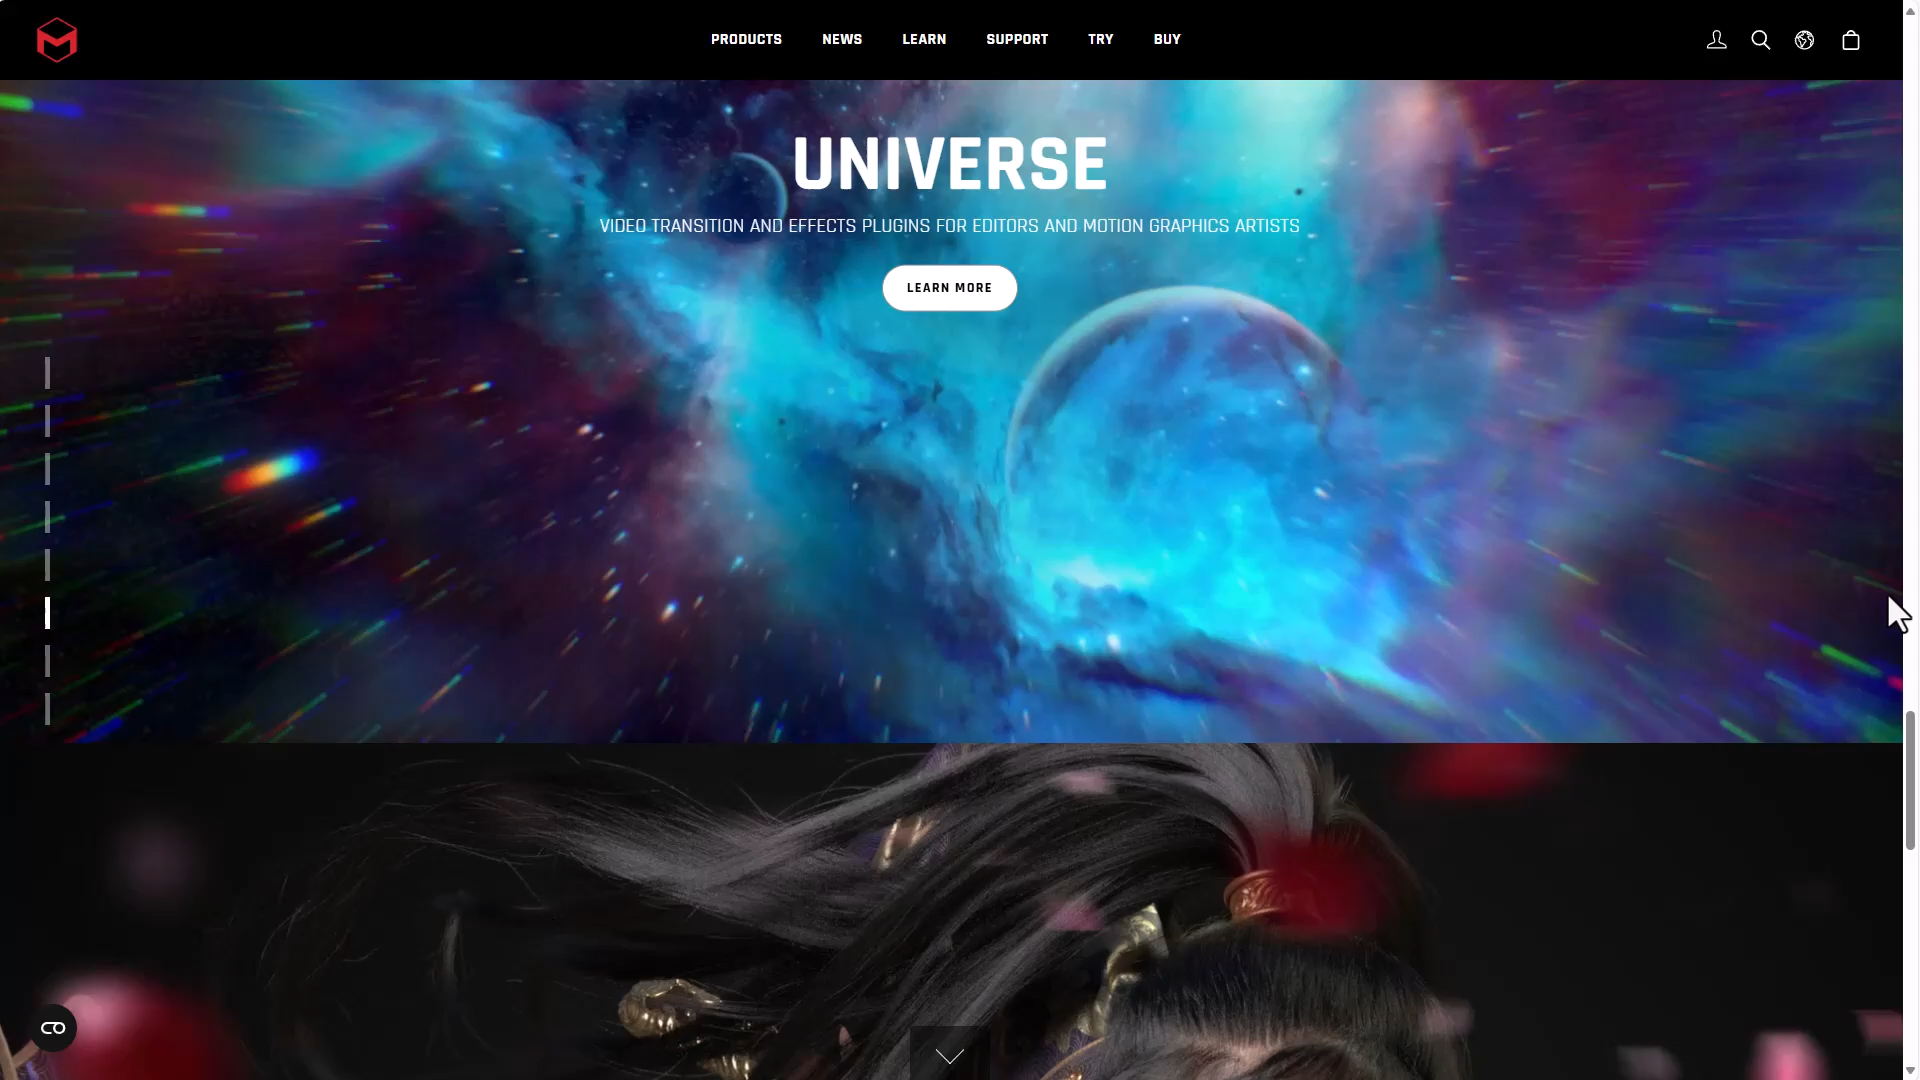 PRODUCTS NEWS LEARN SUPPORT TRY BUY
UNIVERSE
VIDEO TRANSITION AND EFFECTS PLUGINS FOR EDITORS AND MOTION GRAPHICS ARTISTS
LEARN MORE